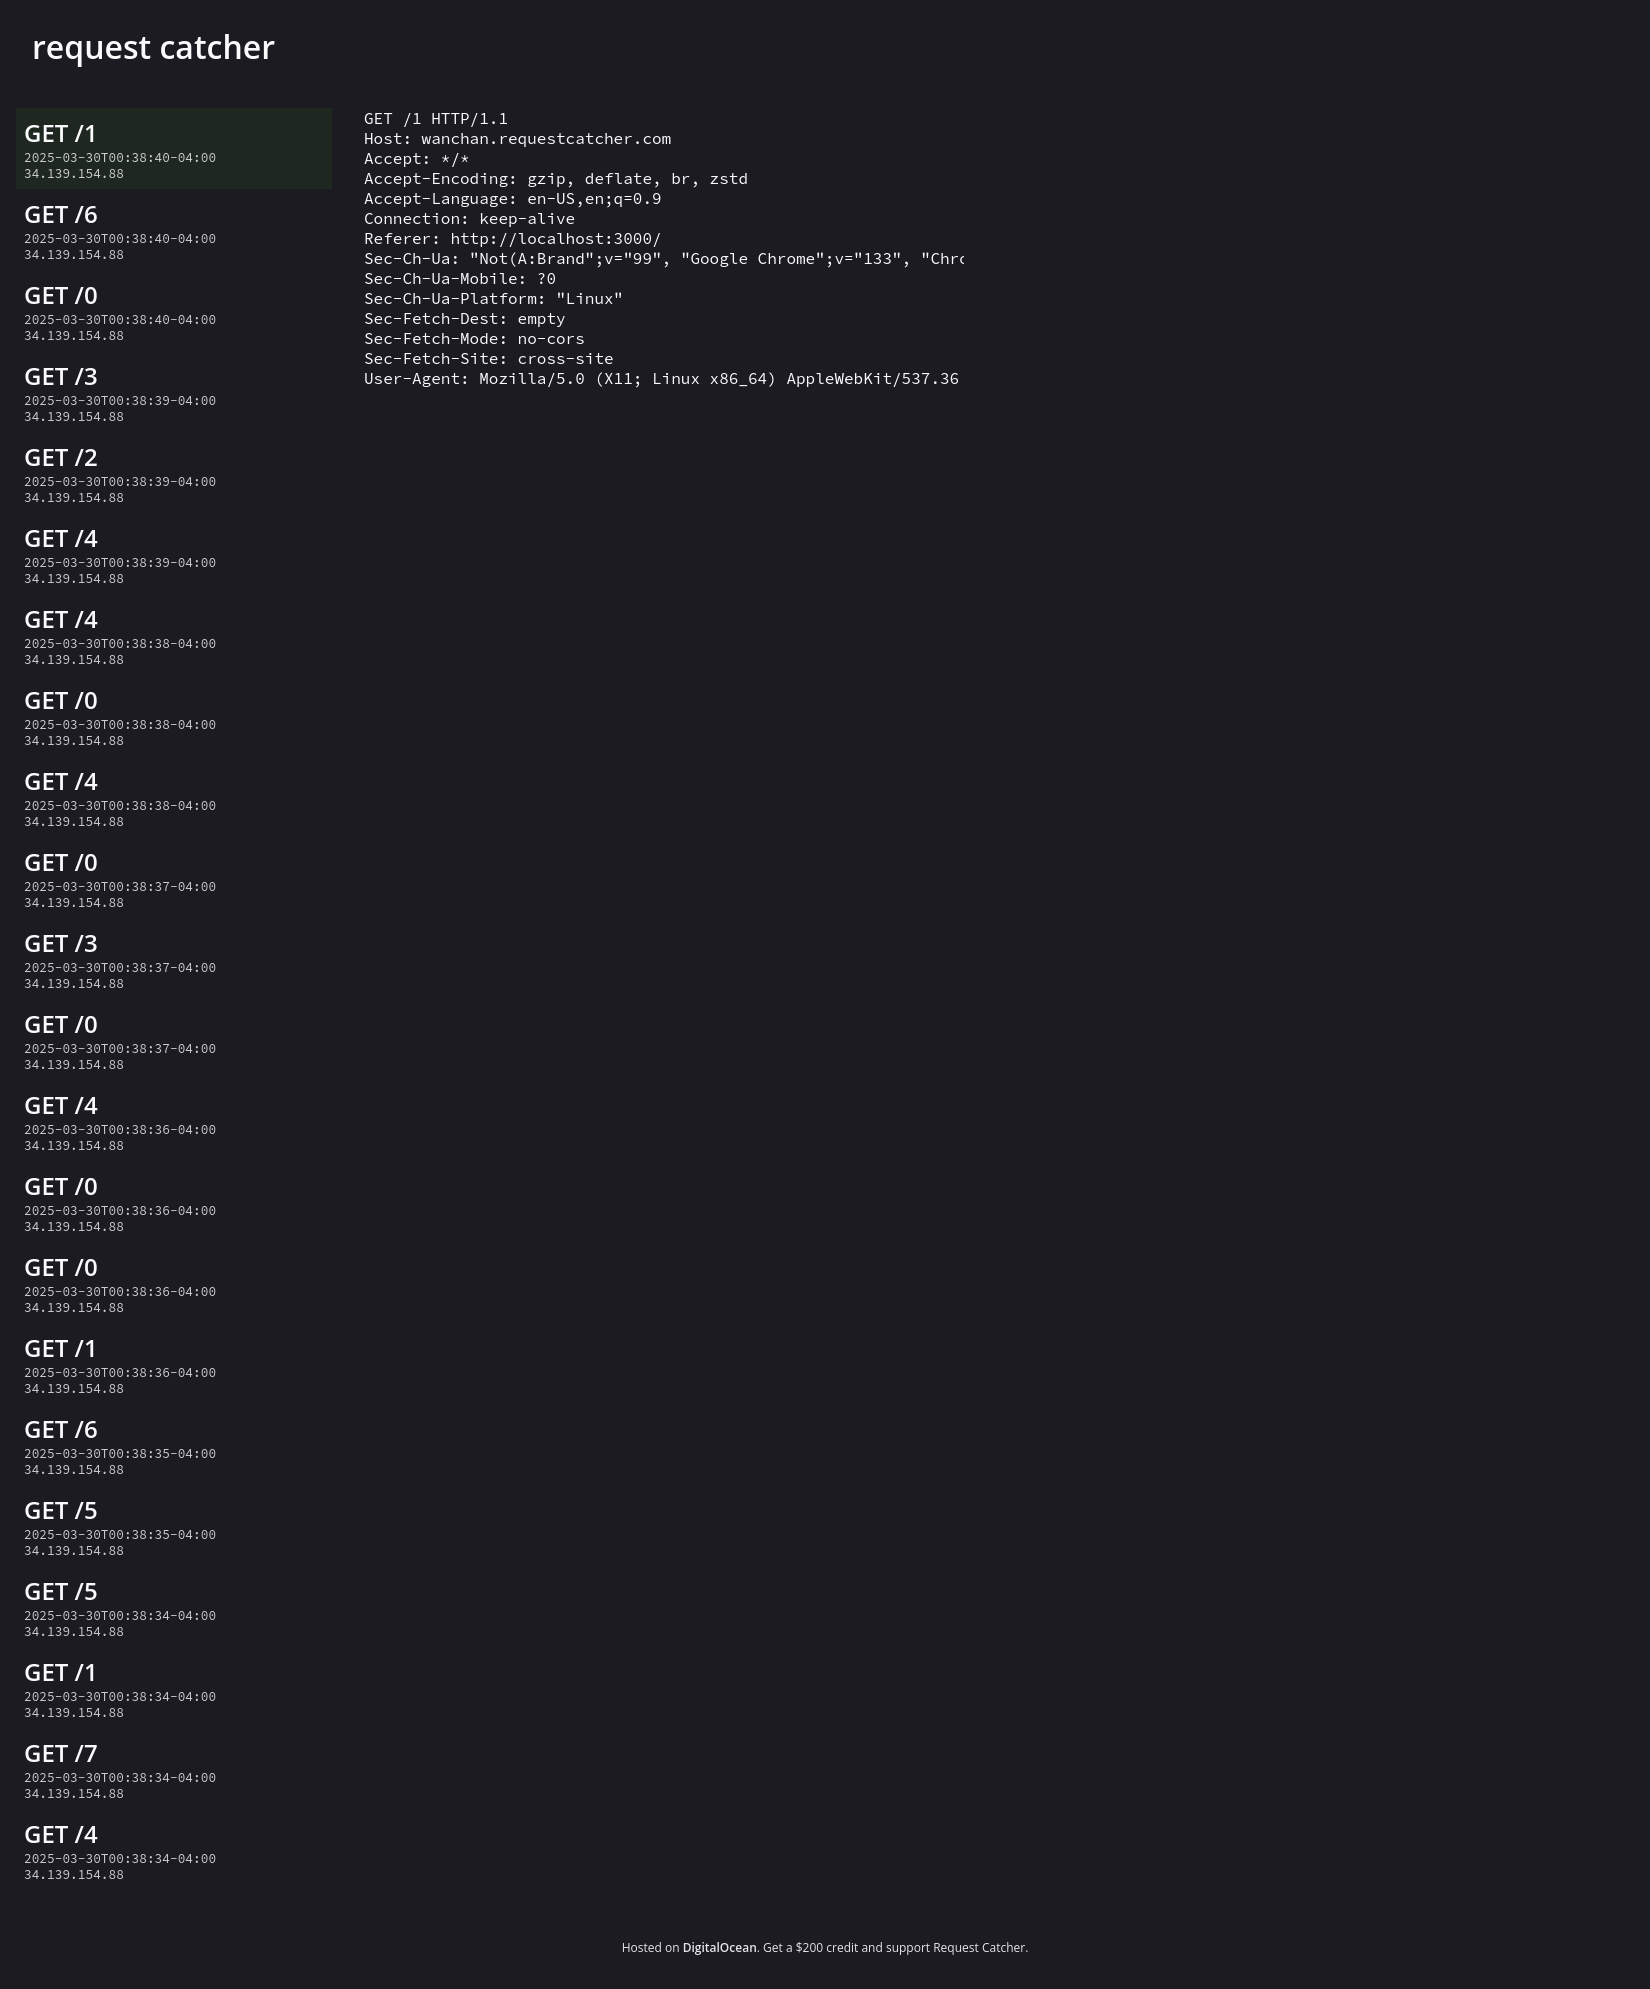 request catcher
GET /1
2025-03-30T00:38:40-04:00
34.139.154.88
GET /6
2025-03-30T00:38:40-04:00
34.139.154.88
GET /0
2025-03-30T00:38:40-04:00
34.139.154.88
GET /3
2025-03-30T00:38:39-04:00
34.139.154.88
GET /2
2025-03-30T00:38:39-04:00
34.139.154.88
GET /4
2025-03-30T00:38:39-04:00
34.139.154.88
GET /4
2025-03-30T00:38:38-04:00
34.139.154.88
GET /0
2025-03-30T00:38:38-04:00
34.139.154.88
GET /4
2025-03-30T00:38:38-04:00
34.139.154.88
GET /0
2025-03-30T00:38:37-04:00
34.139.154.88
GET /3
2025-03-30T00:38:37-04:00
34.139.154.88
GET /0
2025-03-30T00:38:37-04:00
34.139.154.88
GET /4
2025-03-30T00:38:36-04:00
34.139.154.88
GET /0
2025-03-30T00:38:36-04:00
34.139.154.88
GET /0
2025-03-30T00:38:36-04:00
34.139.154.88
GET /1
2025-03-30T00:38:36-04:00
34.139.154.88
GET /6
2025-03-30T00:38:35-04:00
34.139.154.88
GET /5
2025-03-30T00:38:35-04:00
34.139.154.88
GET /5
2025-03-30T00:38:34-04:00
34.139.154.88
GET /1
2025-03-30T00:38:34-04:00
34.139.154.88
GET /7
2025-03-30T00:38:34-04:00
34.139.154.88
GET /4
2025-03-30T00:38:34-04:00
34.139.154.88
GET /1 HTTP/1.1
Host: wanchan.requestcatcher.com
Accept: */*
Accept-Encoding: gzip, deflate, br, zstd
Accept-Language: en-US,en;q=0.9
Connection: keep-alive
Referer: http://localhost:3000/
Sec-Ch-Ua: "Not(A:Brand";v="99", "Google Chrome";v="133", "Chrc
Sec-Ch-Ua-Mobile: ?0
Sec-Ch-Ua-Platform: "Linux"
Sec-Fetch-Dest: empty
Sec-Fetch-Mode: no-cors
Sec-Fetch-Site: cross-site
User-Agent: Mozilla/5.0 (X11; Linux x86_64) AppleWebKit/537.36
Hosted on DigitalOcean. Get a $200 credit and support Request Catcher.